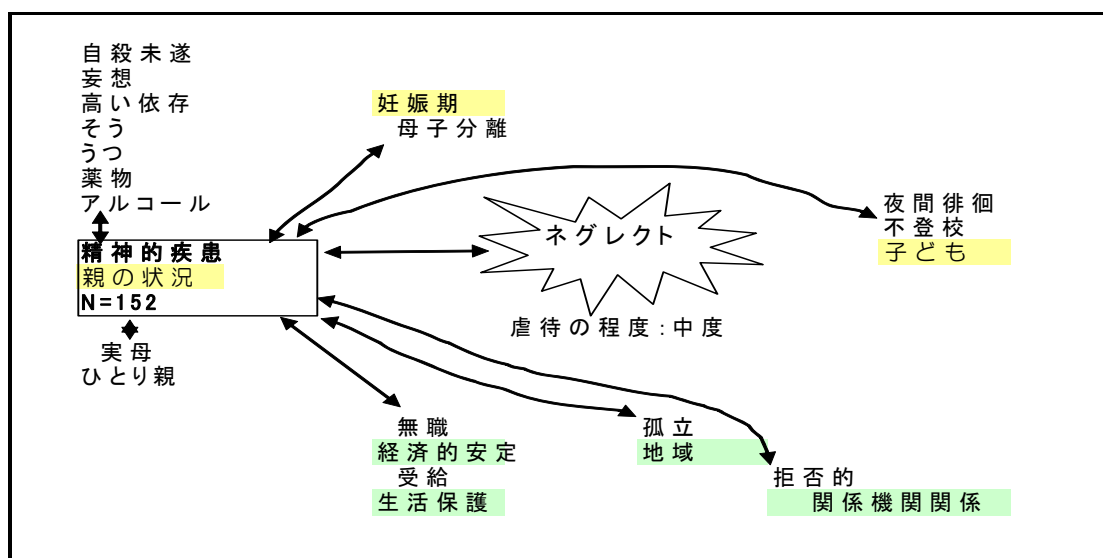 自殺未遂
妄想
高い依存
そう
うつ
薬物
アルコール
精神的疾患
親の状況
N=152
実母
ひとり親
妊娠期
母子分離
ネグレクト
虐待の程度:中度
夜間徘徊
不登校
子ども
無職
経済的安定
受給
生活保護
孤立
地域
拒否的
関係機関関係